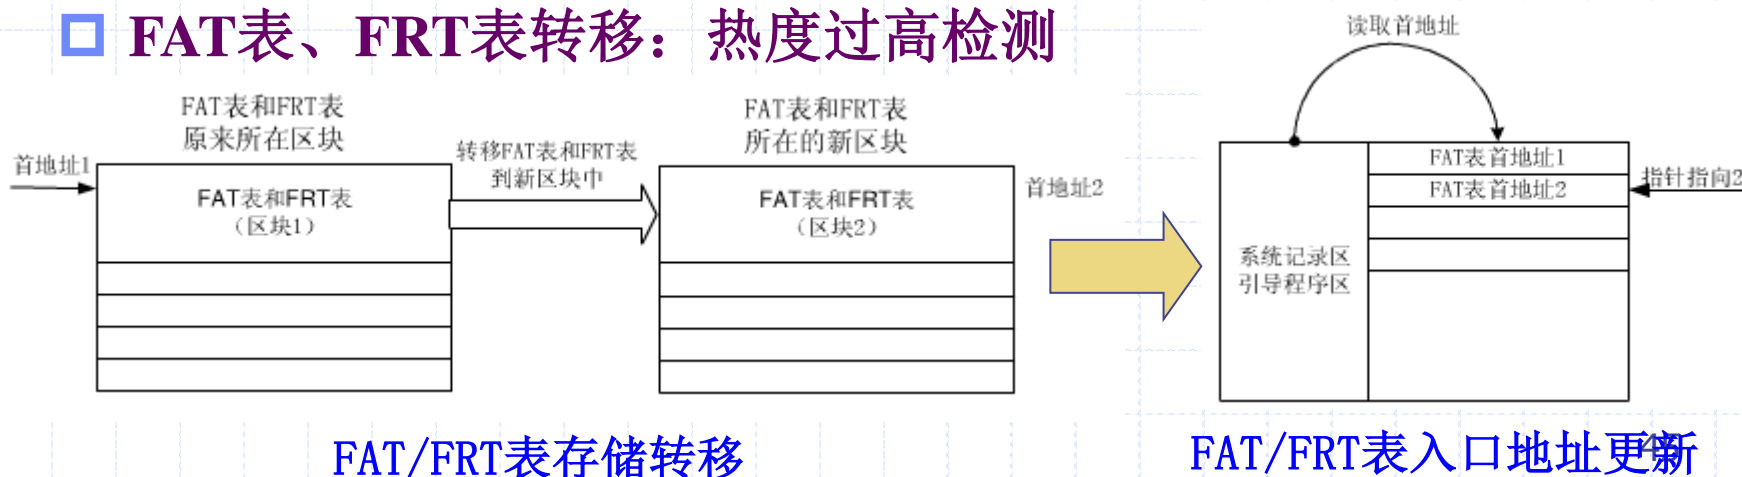 FAT表、FRT表转移：热度过高检测
FAT表和FRT表
原来所在区块
首地址1
FAT表和FRT表
（区块1）
转移FAT表和FRT表
到新区块中
FAT表和FRT表
所在的新区块
首地址2
FAT表和FRT表
（区块2）
读取首地址
FAT表首地址1
FAT表首地址2
指针指向2
系统记录区
引导程序区
FAT/FRT表存储转移
FAT/FRT表入口地址更新